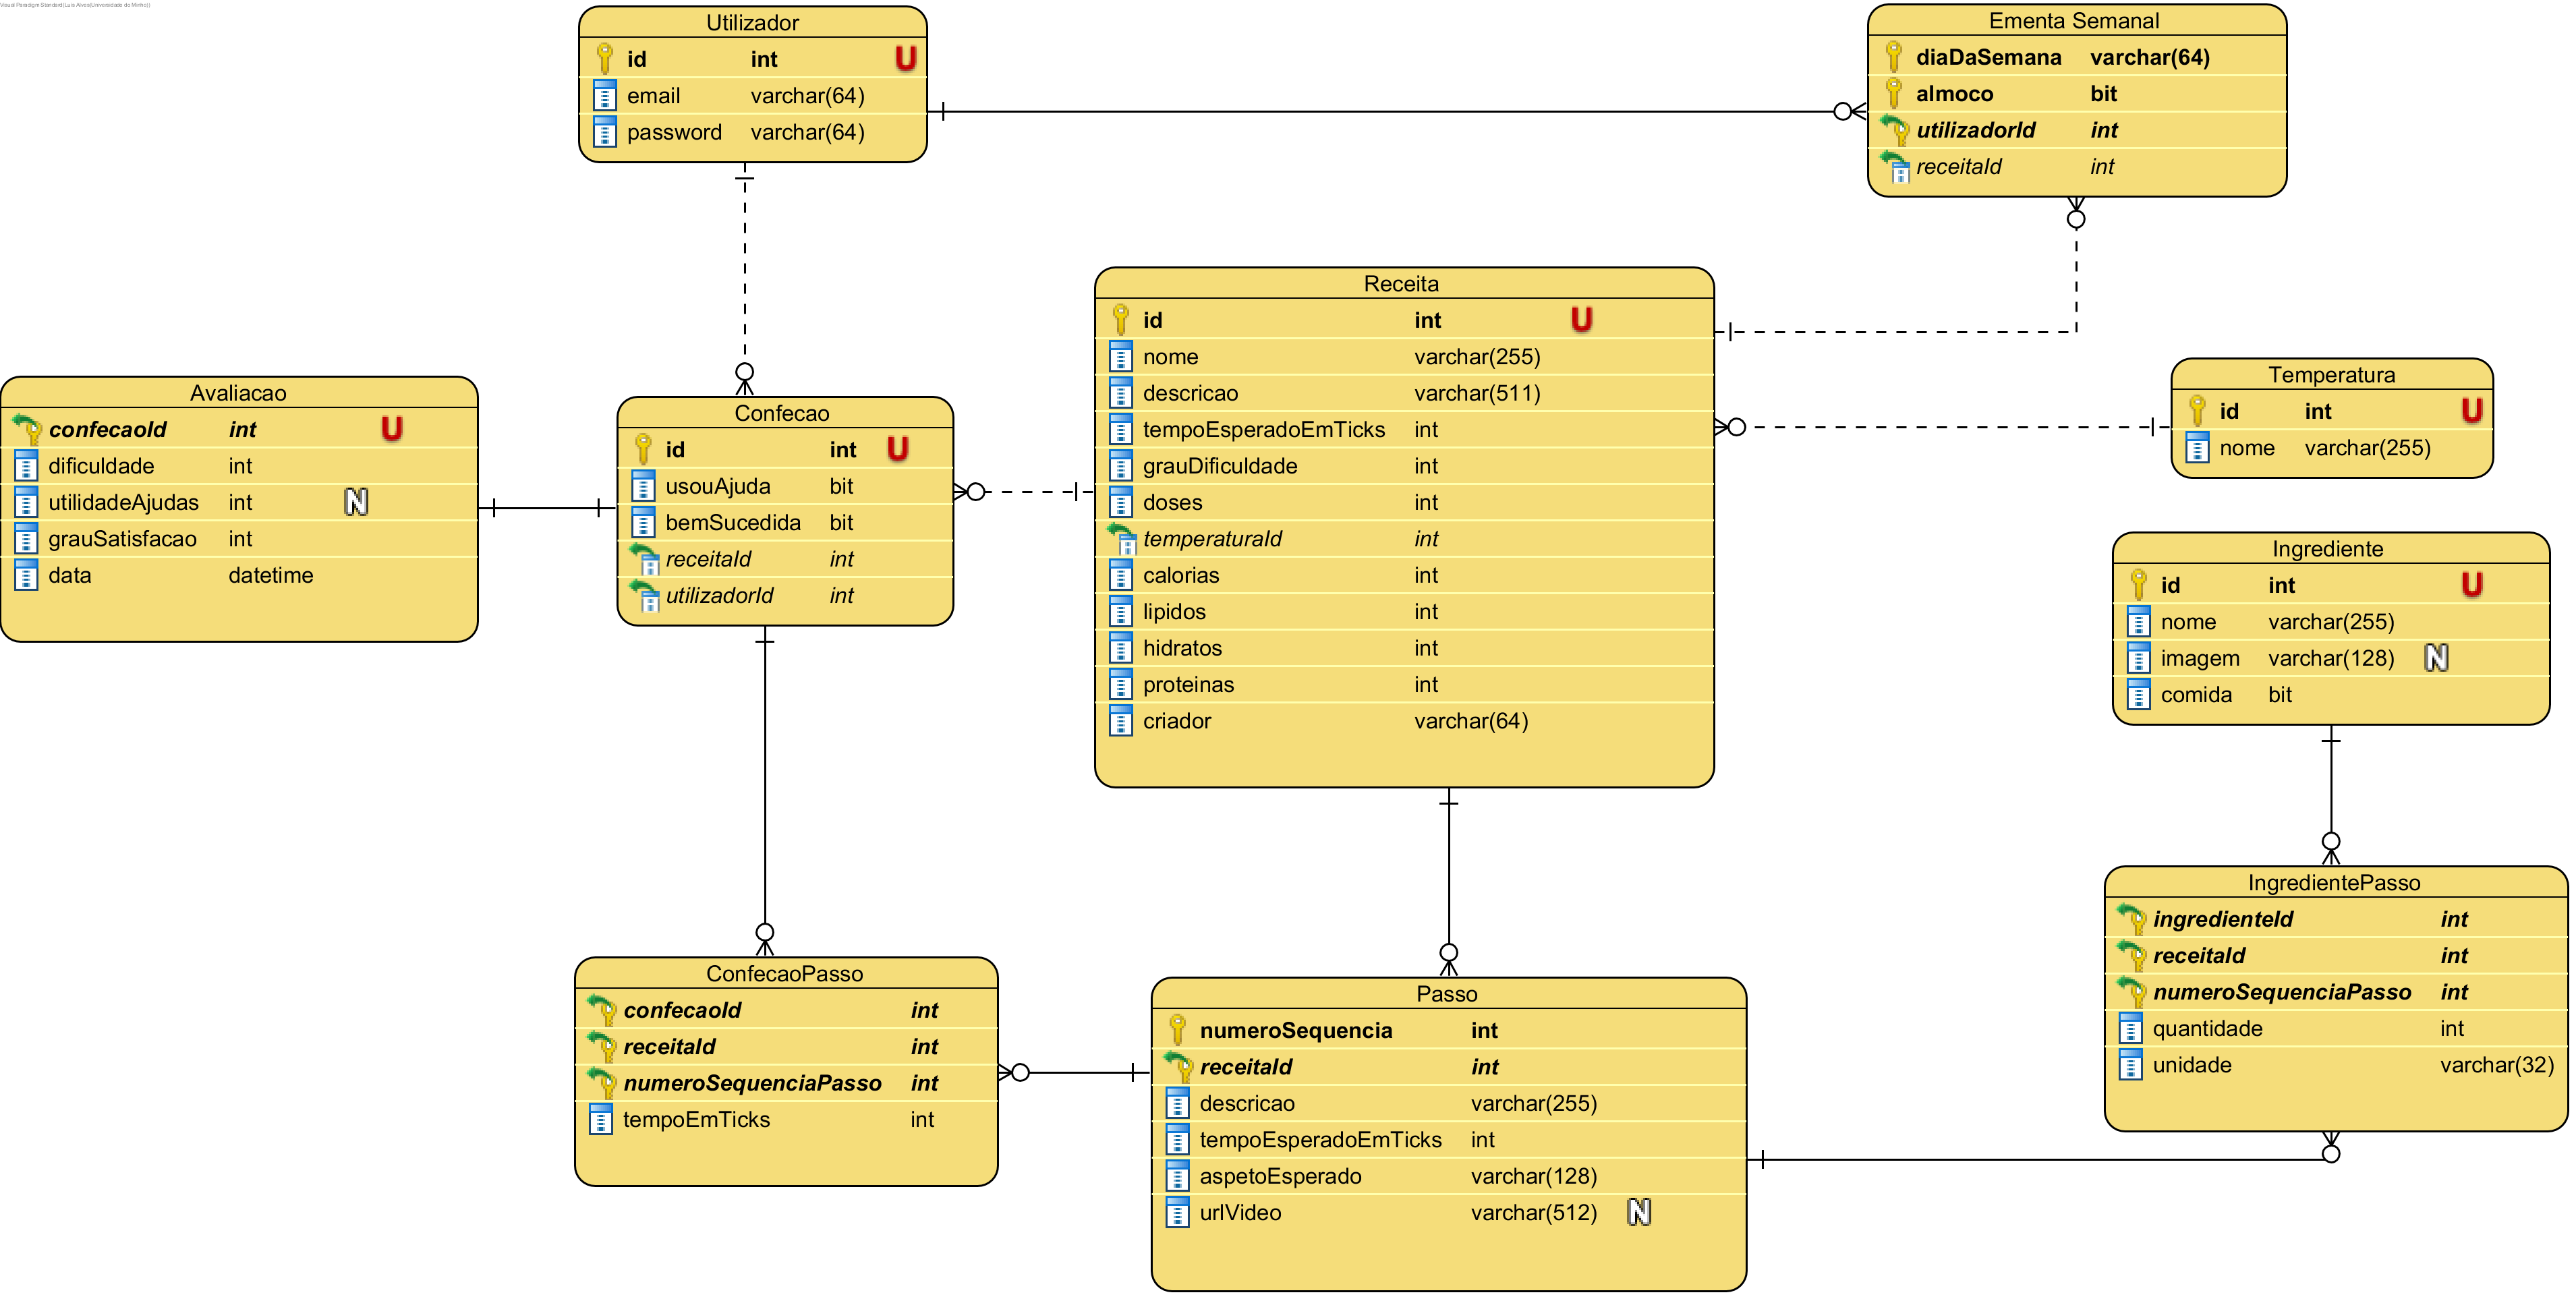 Visual Paradigm Standard(Luís Alves(Universidade do Minho))
Utilizador
id int U
email varchar(64)
password varchar(64)
Ementa Semanal
diaDaSemana varchar(64)
almoco bit
utilizadorId int
receitaId int
Receita
id int U
nome varchar(255)
descricao varchar(511)
tempoEsperadoEmTicks int
grauDificuldade int
doses int
temperaturaId int
calorias int
lipidos int
hidratos int
proteinas int
criador varchar(64)
Temperatura
id int U
nome varchar(255)
Avaliacao
confecaoId int U
dificuldade int
utilidadeAjudas int N
grauSatisfacao int
data datetime
Confecao
id int U
usouAjuda bit
bemSucedida bit
receitaId int
utilizadorId int
Ingrediente
id int U
nome varchar(255)
imagem varchar(128) N
comida bit
IngredientePasso
ingredienteId int
receitaId int
numeroSequenciaPasso int
quantidade int
unidade varchar(32)
ConfecaoPasso
confecaoId int
receitaId int
numeroSequenciaPasso int
tempoEmTicks int
Passo
numeroSequencia int
receitaId int
descricao varchar(255)
tempoEsperadoEmTicks int
aspetoEsperado varchar(128)
urlVideo varchar(512) N